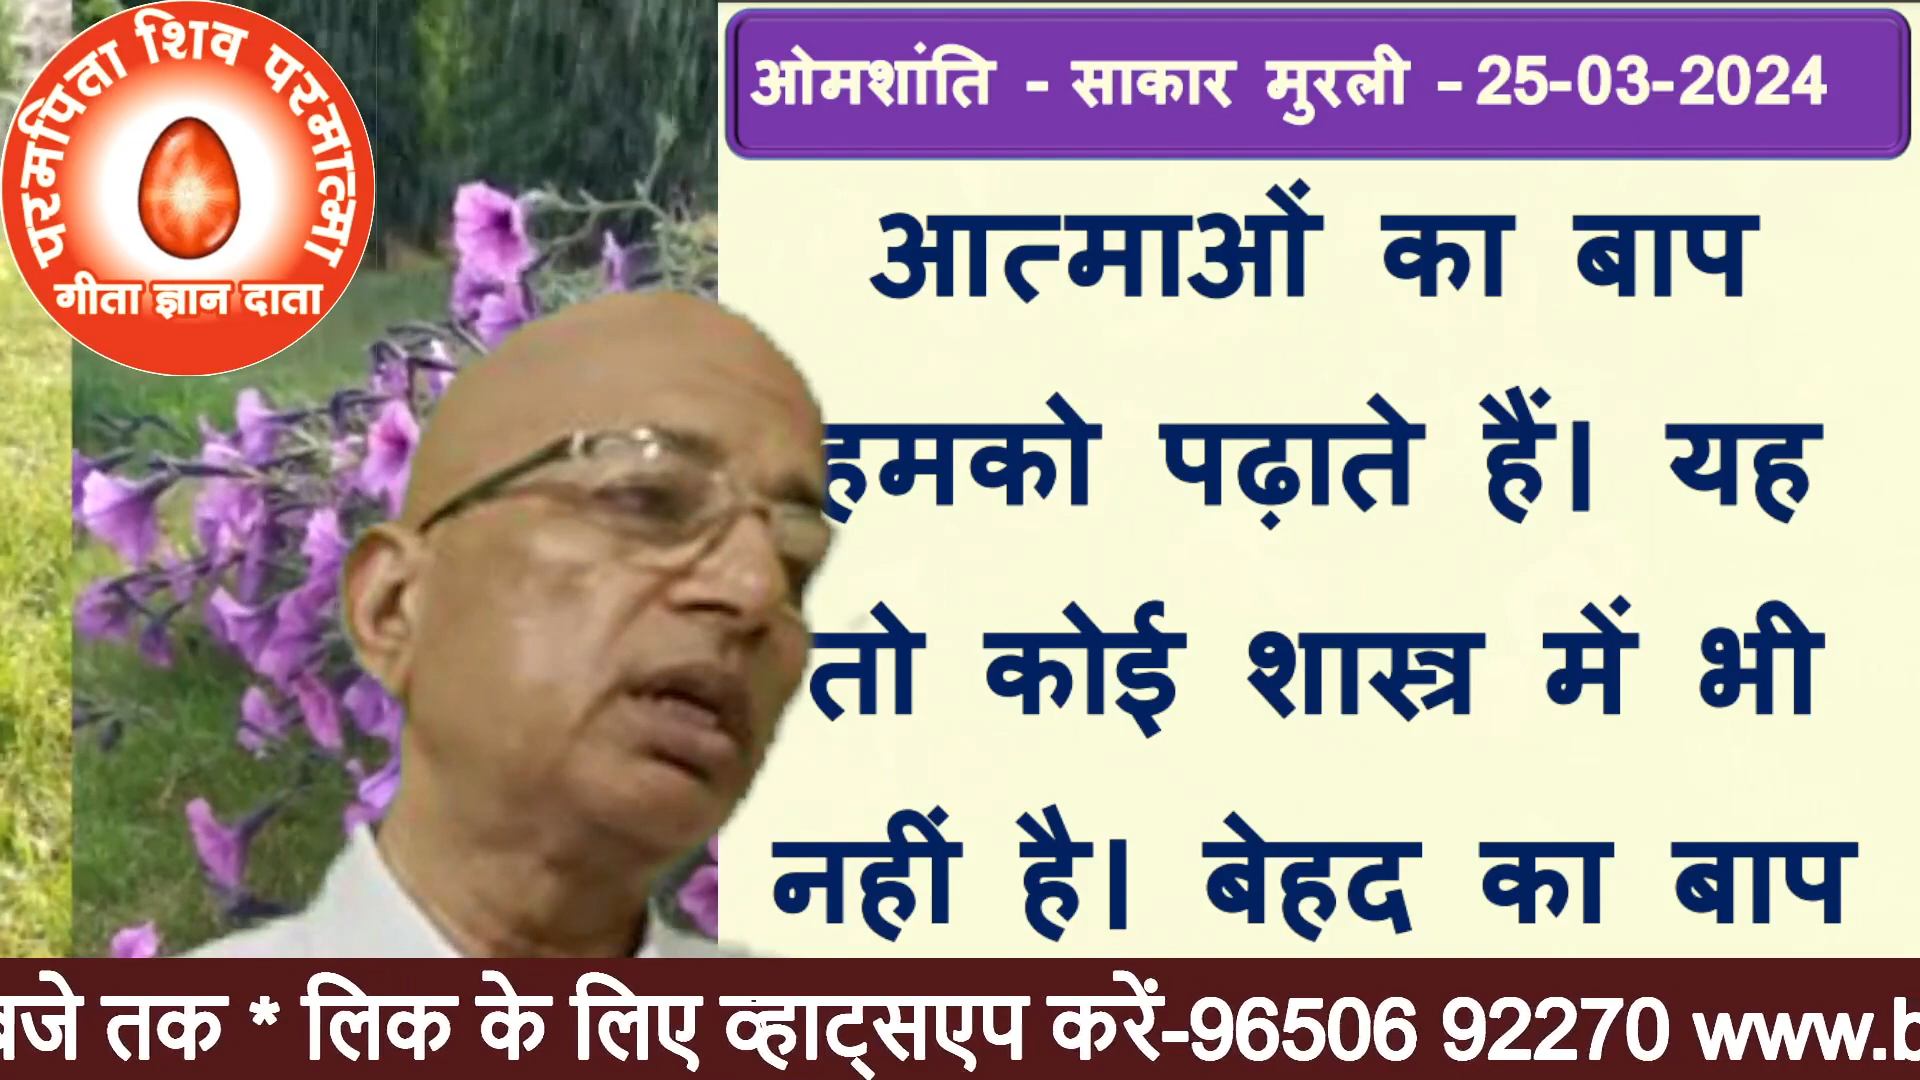 परमपिता शिव परमात्मा
गीता ज्ञान दाता
ओमशांति - साकार मुरली - 25-03-2024
आत्माओं का बाप
हमको पढ़ाते हैं। यह
तो कोई शास्त्र में भी
नहीं है। बेहद का बाप
बजे तक * लिक के लिए व्हाट्सएप करें-96506 92270 www.b